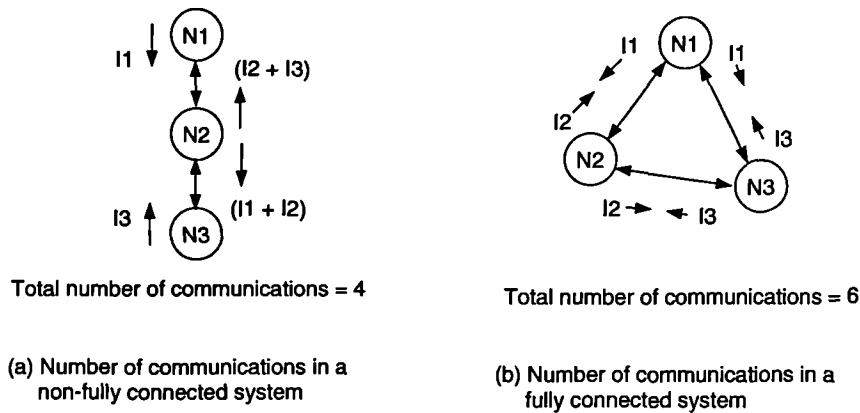 N1
I1
(I2 + I3)
N2
I3
(I1 + I2)
N3
Total number of communications = 4
(a) Number of communications in a
non-fully connected system
N1
I1
I1
I2
I3
N2
N3
I2
I3
Total number of communications = 6
(b) Number of communications in a
fully connected system